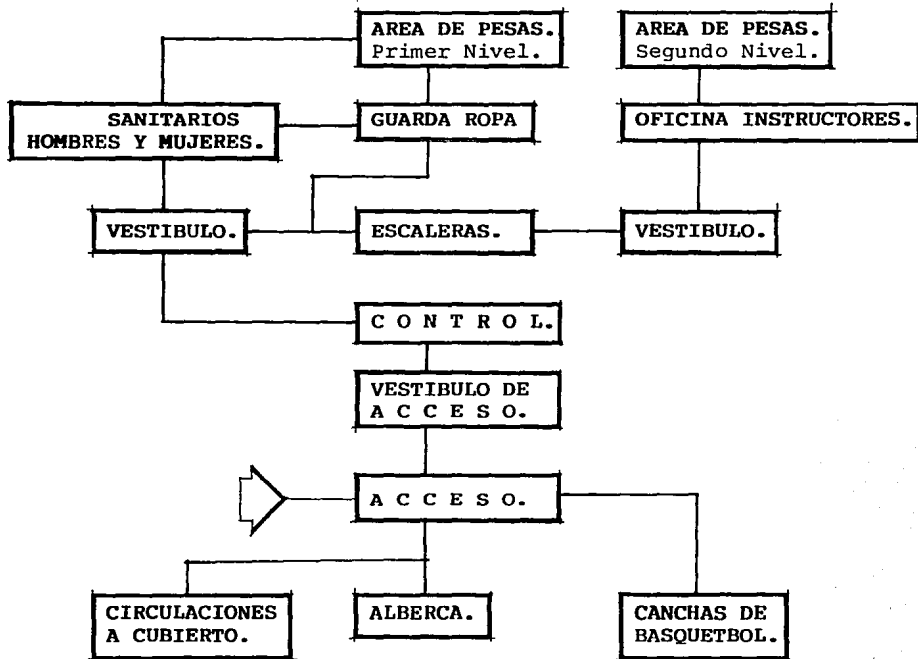 AREA DE PESAS.
Primer Nivel.
AREA DE PESAS.
Segundo Nivel.
SANITARIOS
HOMBRES Y MUJERES.
GUARDA ROPA
OFICINA INSTRUCTORES.
VESTIBULO.
ESCALERAS.
VESTIBULO.
C O N T R O L.
VESTIBULO DE
A C C E S O.
A C C E S O.
CIRCULACIONES
A CUBIERTO.
ALBERCA.
CANCHAS DE
BASQUETBOL.